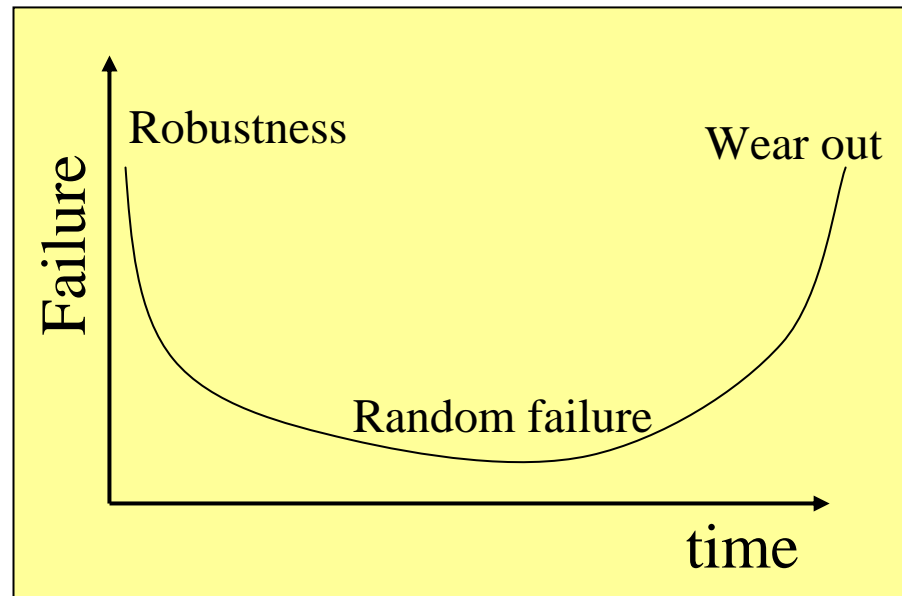 Robustness
Wear out
Failure
Random failure
time